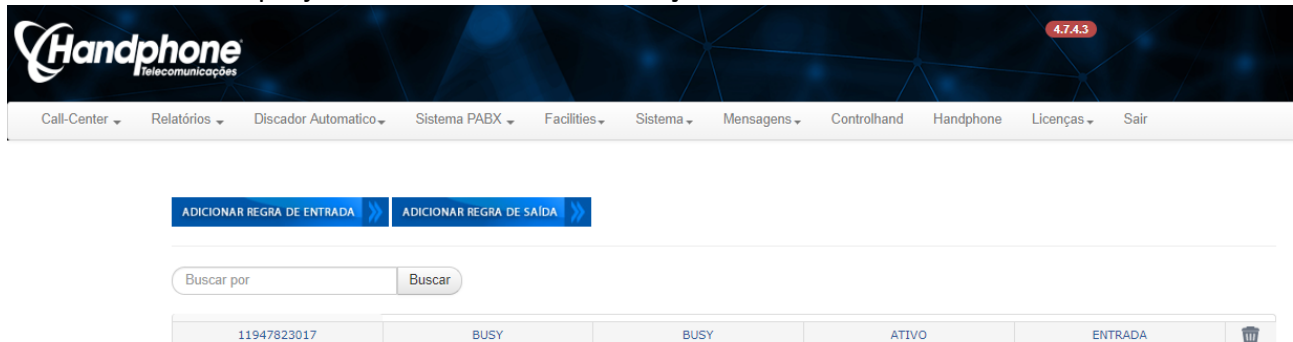 Handphone
Telecomunicações
4.7.4.3
Call-Center Relatórios Discador Automatico Sistema PABX Facilities Sistema Mensagens Controlhand Handphone Licenças Sair
ADICIONAR REGRA DE ENTRADA ADICIONAR REGRA DE SAÍDA
Buscar por Buscar
11947823017 BUSY BUSY ATIVO ENTRADA